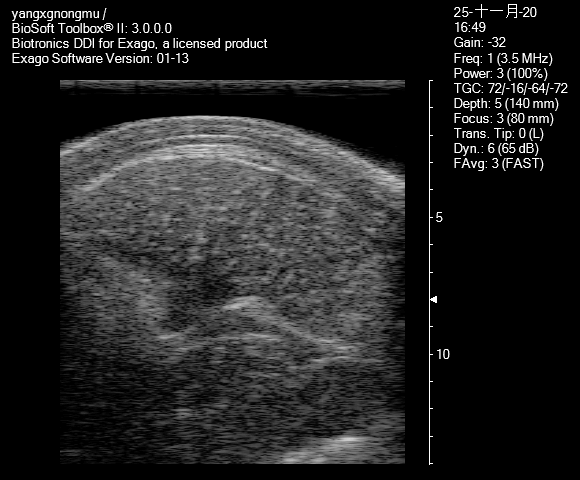 yangxgnongmu /
BioSoft Toolbox® II: 3.0.0.0
Biotronics DDI for Exago, a licensed product
Exago Software Version: 01-13
25-十一月-20
16:49
Gain: -32
Freq: 1 (3.5 MHz)
Power: 3 (100%)
TGC: 72/-16/-64/-72
Depth: 5 (140 mm)
Focus: 3 (80 mm)
Trans. Tip: 0 (L)
Dyn.: 6 (65 dB)
FAvg: 3 (FAST)
5
10